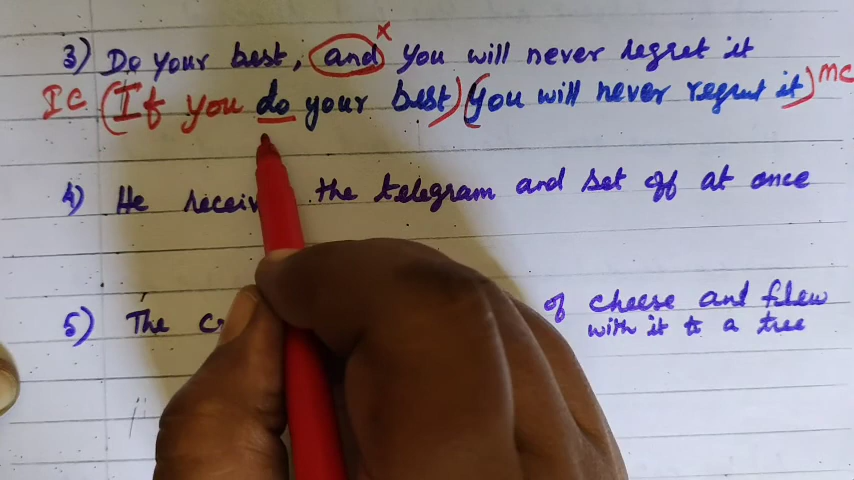 3) Do your best, and x you will never regret it
IC (If you do your best) (you will never regret it) MC
4) He the telegram and set off at once
5) The of cheese and flew
with it to a tree